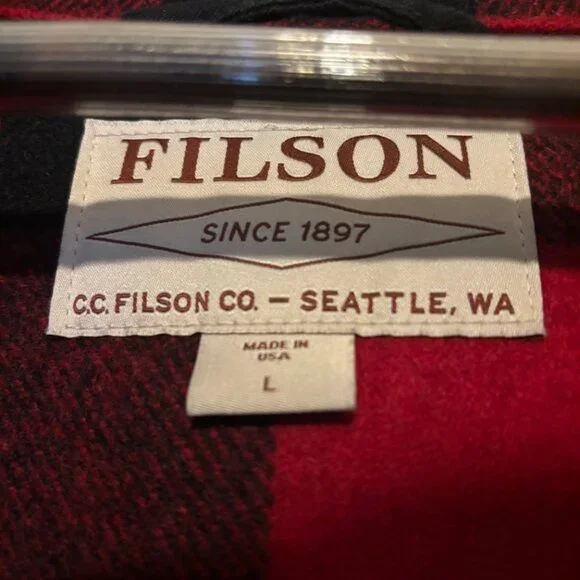 FILSON
SINCE 1897
C.C. FILSON CO. — SEATTLE, WA
MADE IN
USA
L